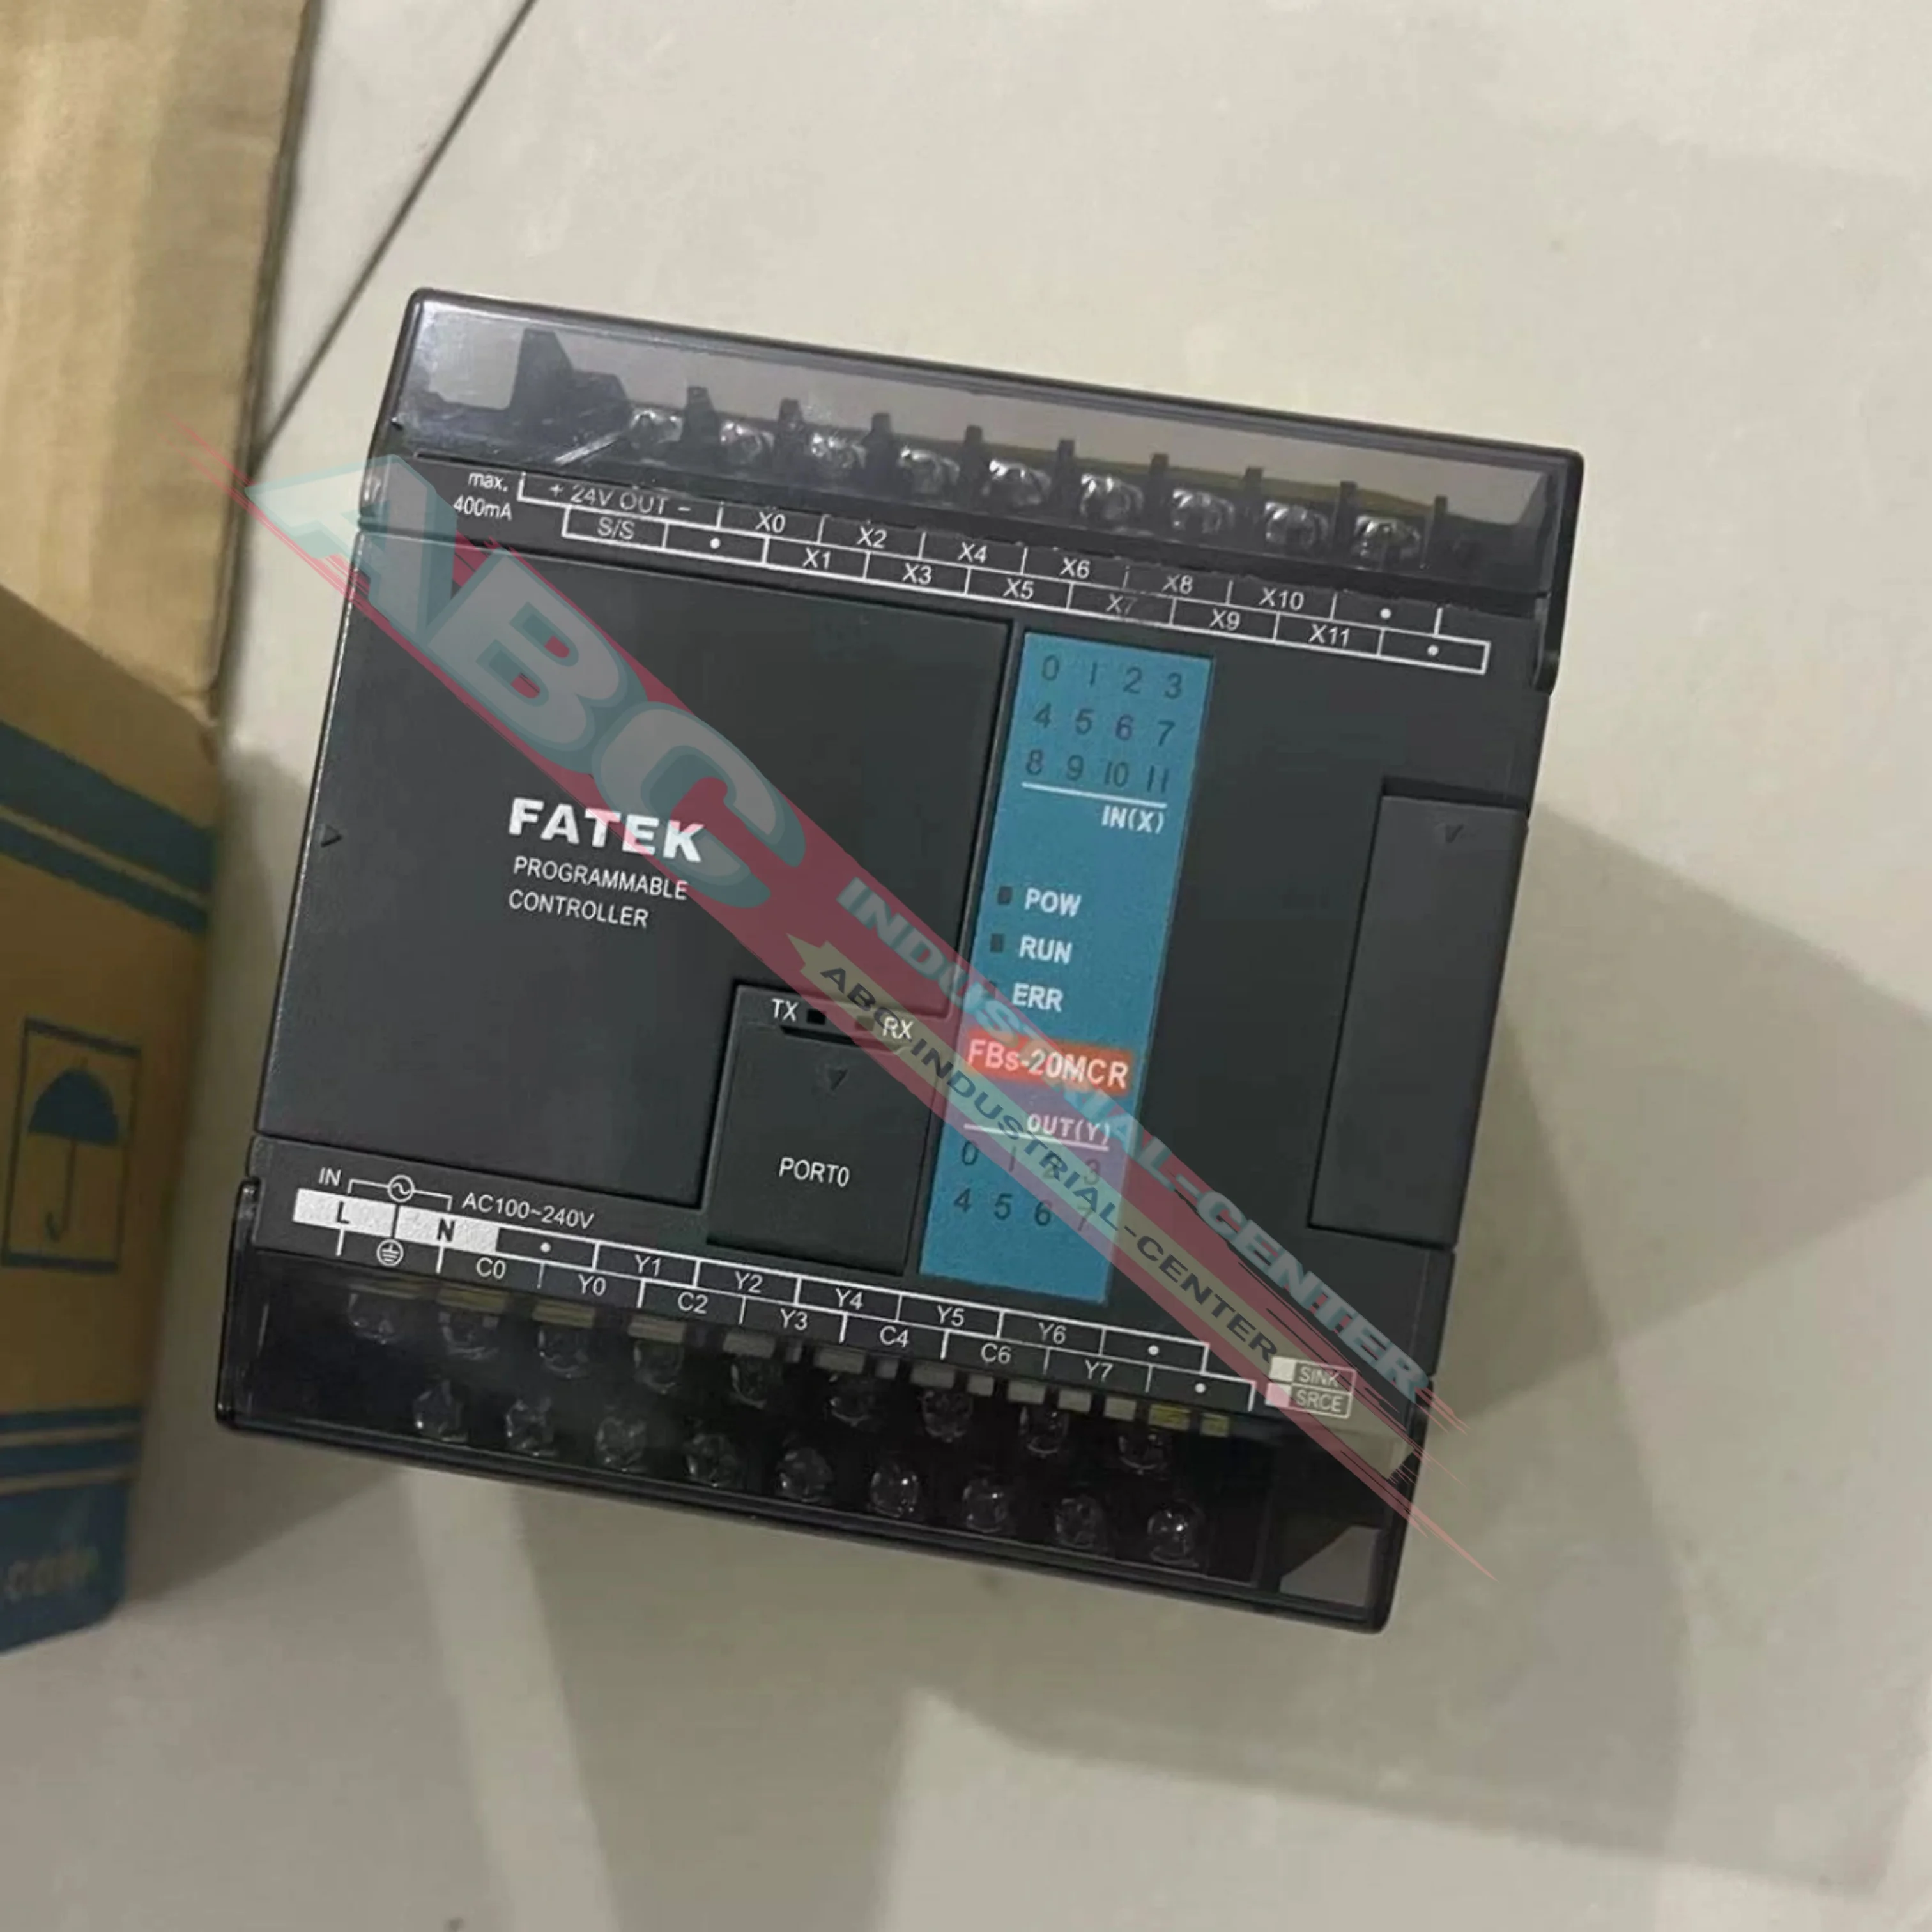 max.
400mA
+ 24V OUT -
X0 X2 X4 X6 X8 X10
S/S X1 X3 X5 X7 X9 X11
0 1 2 3
4 5 6 7
8 9 10 11
IN(X)
FATEK
PROGRAMMABLE
CONTROLLER
POW
RUN
ERR
TX RX
FBs-20MCR
OUT(Y)
0 1 2 3
4 5 6 7
PORT0
IN AC100~240V
L N
Y1 Y2 Y4 Y5 Y6
C0 Y0 C2 Y3 C4 C6 Y7
SINK
SRCE
ABC INDUSTRIAL-CENTER
ABC INDUSTRIAL-CENTER